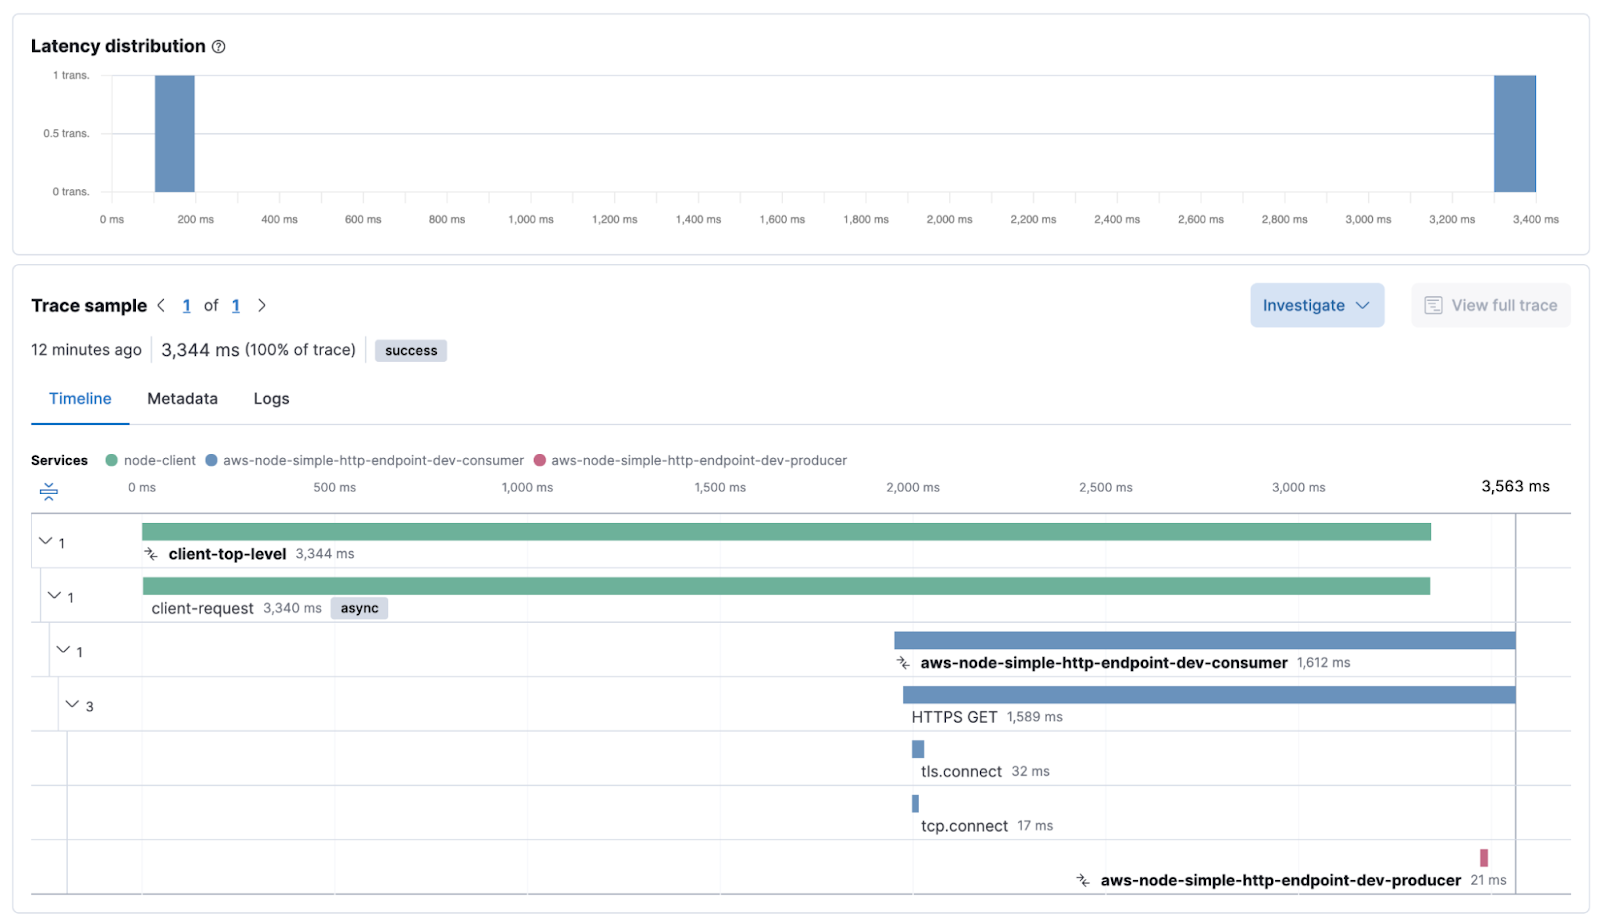 Latency distribution
1 trans.
0.5 trans.
0 trans.
0 ms 200 ms 400 ms 600 ms 800 ms 1,000 ms 1,200 ms 1,400 ms 1,600 ms 1,800 ms 2,000 ms 2,200 ms 2,400 ms 2,600 ms 2,800 ms 3,000 ms 3,200 ms 3,400 ms
Trace sample 1 of 1 Investigate View full trace
12 minutes ago 3,344 ms (100% of trace) success
Timeline Metadata Logs
Services node-client aws-node-simple-http-endpoint-dev-consumer aws-node-simple-http-endpoint-dev-producer
0 ms 500 ms 1,000 ms 1,500 ms 2,000 ms 2,500 ms 3,000 ms 3,563 ms
1
client-top-level 3,344 ms
1
client-request 3,340 ms async
1
aws-node-simple-http-endpoint-dev-consumer 1,612 ms
3
HTTPS GET 1,589 ms
tls.connect 32 ms
tcp.connect 17 ms
aws-node-simple-http-endpoint-dev-producer 21 ms